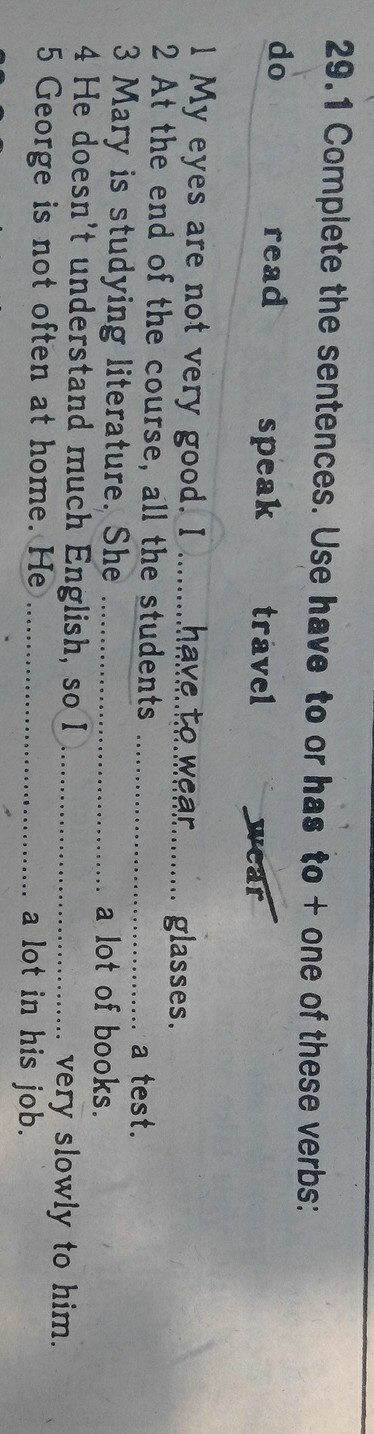 29.1 Complete the sentences. Use have to or has to + one of these verbs:
do read speak travel wear
1 My eyes are not very good. I ........have to wear........ glasses.
2 At the end of the course, all the students ........................................ a test.
3 Mary is studying literature. She ........................................ a lot of books.
4 He doesn't understand much English, so I ........................................ very slowly to him.
5 George is not often at home. He ........................................ a lot in his job.